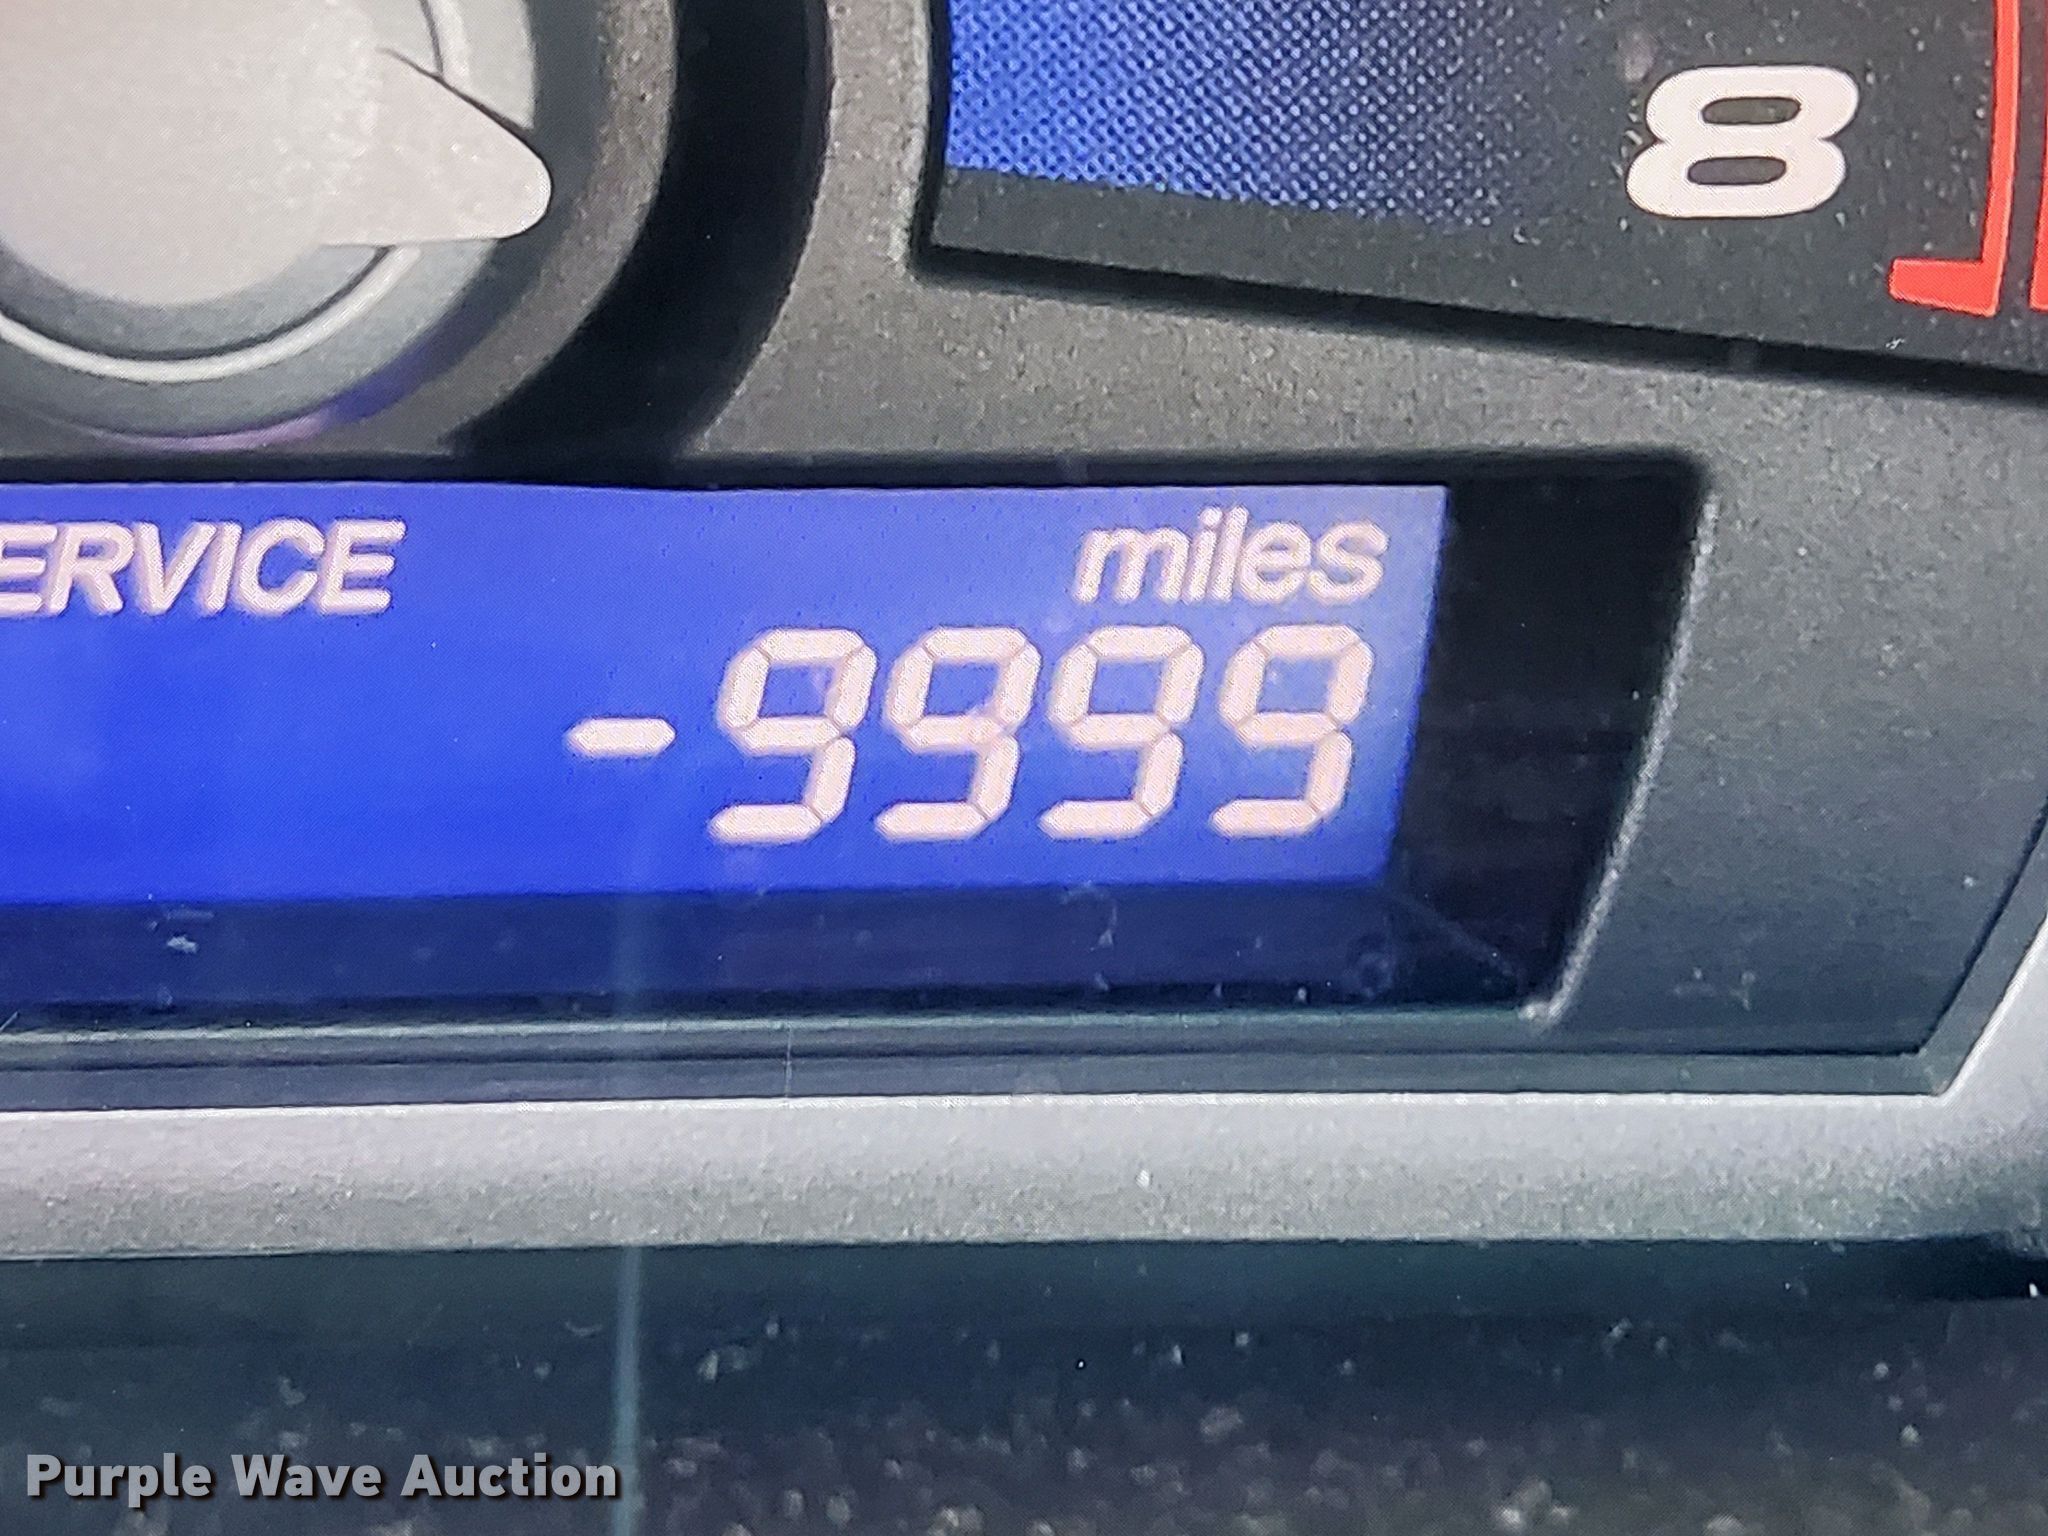 8
ERVICE
miles
-9999
Purple Wave Auction